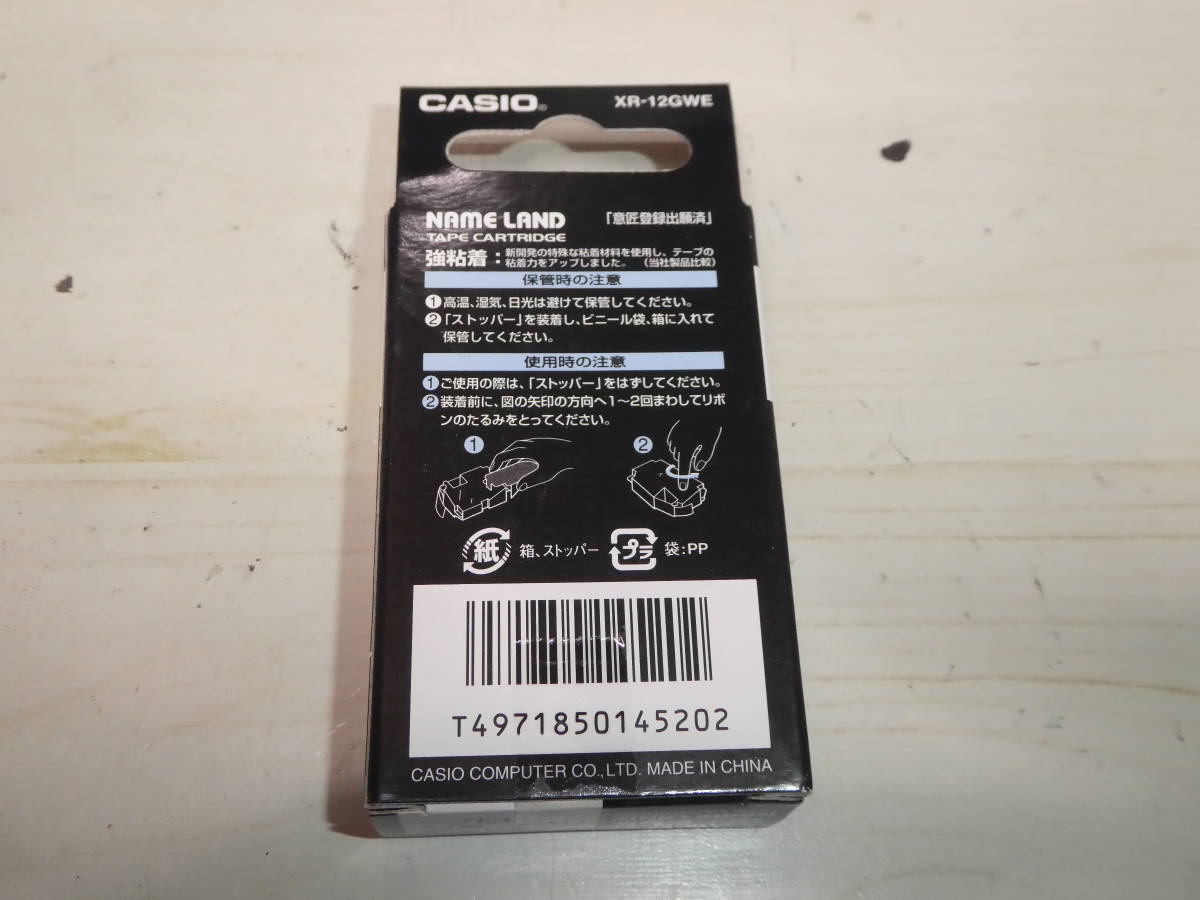 CASIO® XR-12GWE
NAME LAND 「意匠登録出願済」
TAPE CARTRIDGE
強粘着：新開発の特殊な粘着材料を使用し、テープの
粘着力をアップしました。（当社製品比較）
保管時の注意
① 高温、湿気、日光は避けて保管してください。
② 「ストッパー」を装着し、ビニール袋、箱に入れて
保管してください。
使用時の注意
① ご使用の際は、「ストッパー」をはずしてください。
② 装着前に、図の矢印の方向へ1〜2回まわしてリボ
ンのたるみをとってください。
① ②
紙 箱、ストッパー プラ 袋：PP
T4971850145202
CASIO COMPUTER CO.,LTD. MADE IN CHINA